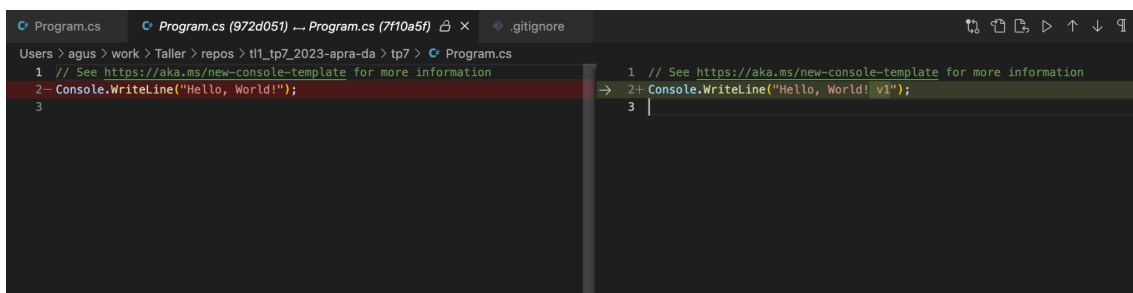 Program.cs
Program.cs (972d051) ↔ Program.cs (7f10a5f)
.gitignore
Users > agus > work > Taller > repos > tl1_tp7_2023-apra-da > tp7 > Program.cs
1 // See https://aka.ms/new-console-template for more information
2- Console.WriteLine("Hello, World!");
3
1 // See https://aka.ms/new-console-template for more information
2+ Console.WriteLine("Hello, World! v1");
3